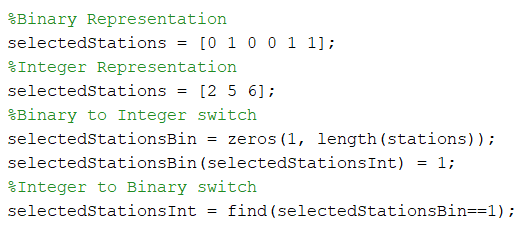 %Binary Representation
selectedStations = [0 1 0 0 1 1];
%Integer Representation
selectedStations = [2 5 6];
%Binary to Integer switch
selectedStationsBin = zeros(1, length(stations));
selectedStationsBin(selectedStationsInt) = 1;
%Integer to Binary switch
selectedStationsInt = find(selectedStationsBin==1);